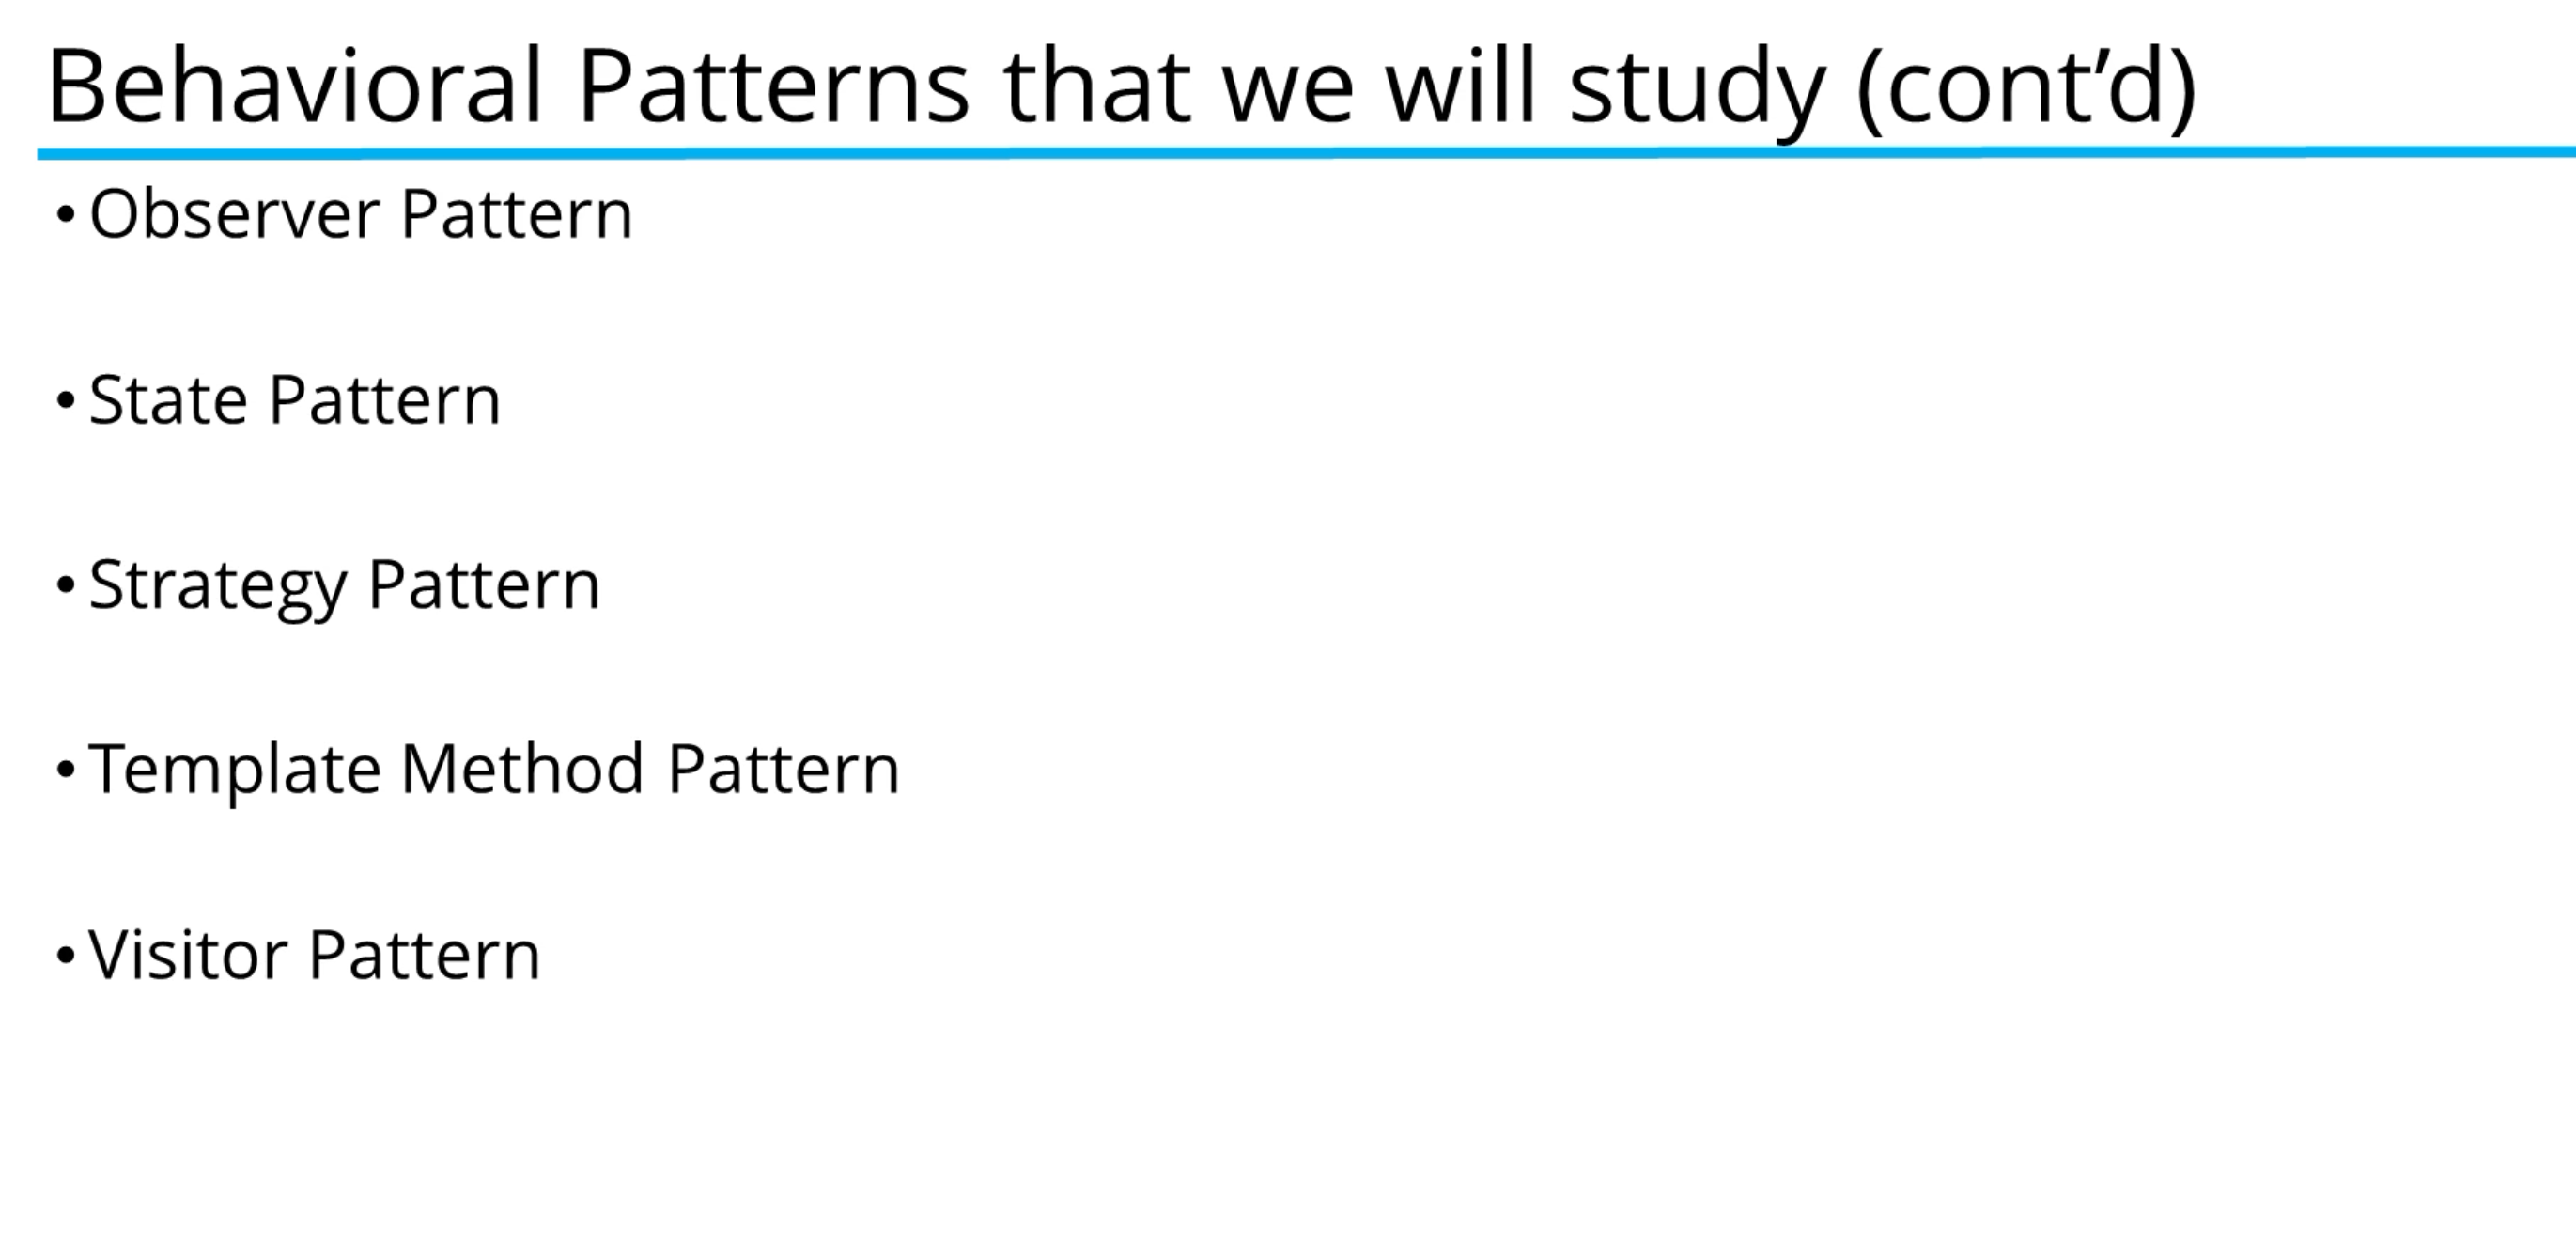 Behavioral Patterns that we will study (cont’d)
• Observer Pattern
• State Pattern
• Strategy Pattern
• Template Method Pattern
• Visitor Pattern